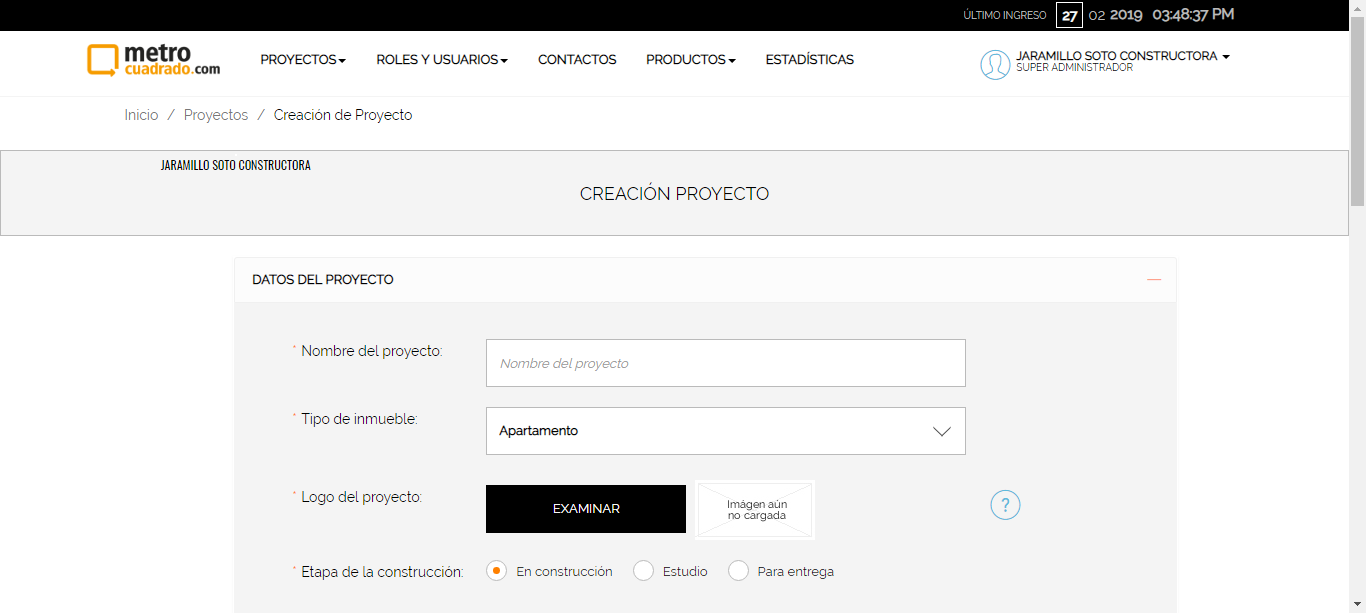 ÚLTIMO INGRESO 27 02 2019 03:48:37 PM
metro
cuadrado.com
PROYECTOS ROLES Y USUARIOS CONTACTOS PRODUCTOS ESTADÍSTICAS
JARAMILLO SOTO CONSTRUCTORA
SUPER ADMINISTRADOR
Inicio / Proyectos / Creación de Proyecto
JARAMILLO SOTO CONSTRUCTORA
CREACIÓN PROYECTO
DATOS DEL PROYECTO
* Nombre del proyecto:
Nombre del proyecto
* Tipo de inmueble:
Apartamento
* Logo del proyecto:
EXAMINAR
Imágen aún
no cargada
?
* Etapa de la construcción:
En construcción Estudio Para entrega